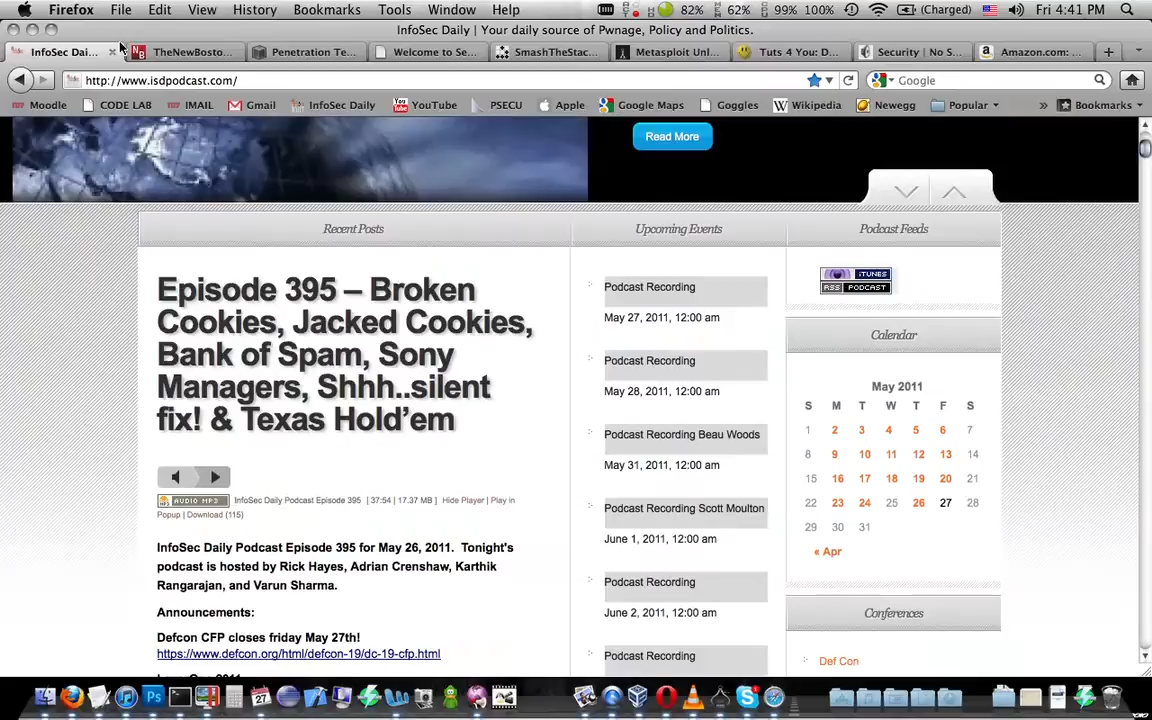 Firefox File Edit View History Bookmarks Tools Window Help 82% 62% 99% 100% (Charged) Fri 4:41 PM
InfoSec Daily | Your daily source of Pwnage, Policy and Politics.
InfoSec Dai... TheNewBosto... Penetration Te... Welcome to Se... SmashTheStac... Metasploit Unl... Tuts 4 You: D... Security | No S... Amazon.com: ...
http://www.isdpodcast.com/ Google
Moodle CODE LAB IMAIL Gmail InfoSec Daily YouTube PSECU Apple Google Maps Goggles Wikipedia Newegg Popular Bookmarks
Read More
Recent Posts Upcoming Events Podcast Feeds
Episode 395 – Broken
Cookies, Jacked Cookies,
Bank of Spam, Sony
Managers, Shhh..silent
fix! & Texas Hold'em
AUDIO MP3 InfoSec Daily Podcast Episode 395 [ 37:54 | 17.37 MB ] Hide Player | Play in
Popup | Download (115)
InfoSec Daily Podcast Episode 395 for May 26, 2011. Tonight's
podcast is hosted by Rick Hayes, Adrian Crenshaw, Karthik
Rangarajan, and Varun Sharma.
Announcements:
Defcon CFP closes friday May 27th!
https://www.defcon.org/html/defcon-19/dc-19-cfp.html
Podcast Recording
May 27, 2011, 12:00 am
Podcast Recording
May 28, 2011, 12:00 am
Podcast Recording Beau Woods
May 31, 2011, 12:00 am
Podcast Recording Scott Moulton
June 1, 2011, 12:00 am
Podcast Recording
June 2, 2011, 12:00 am
Podcast Recording
iTUNES
RSS PODCAST
Calendar
May 2011
S M T W T F S
1 2 3 4 5 6 7
8 9 10 11 12 13 14
15 16 17 18 19 20 21
22 23 24 25 26 27 28
29 30 31
« Apr
Conferences
Def Con